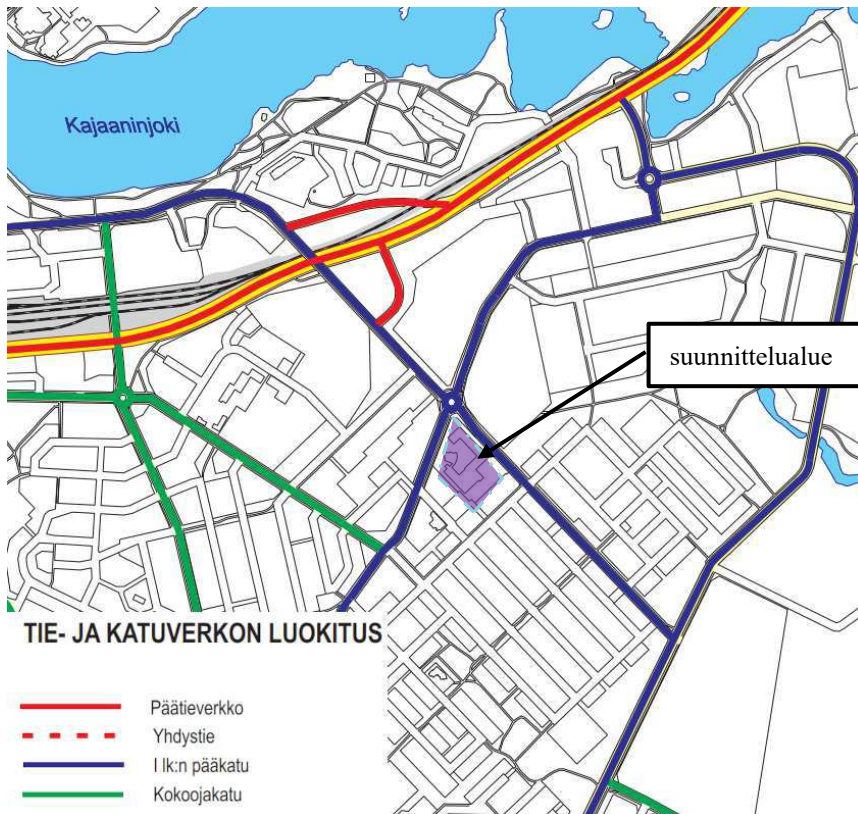 Kajaaninjoki
suunnittelualue
TIE- JA KATUVERKON LUOKITUS
Päätieverkko
Yhdystie
I lk:n pääkatu
Kokoojakatu